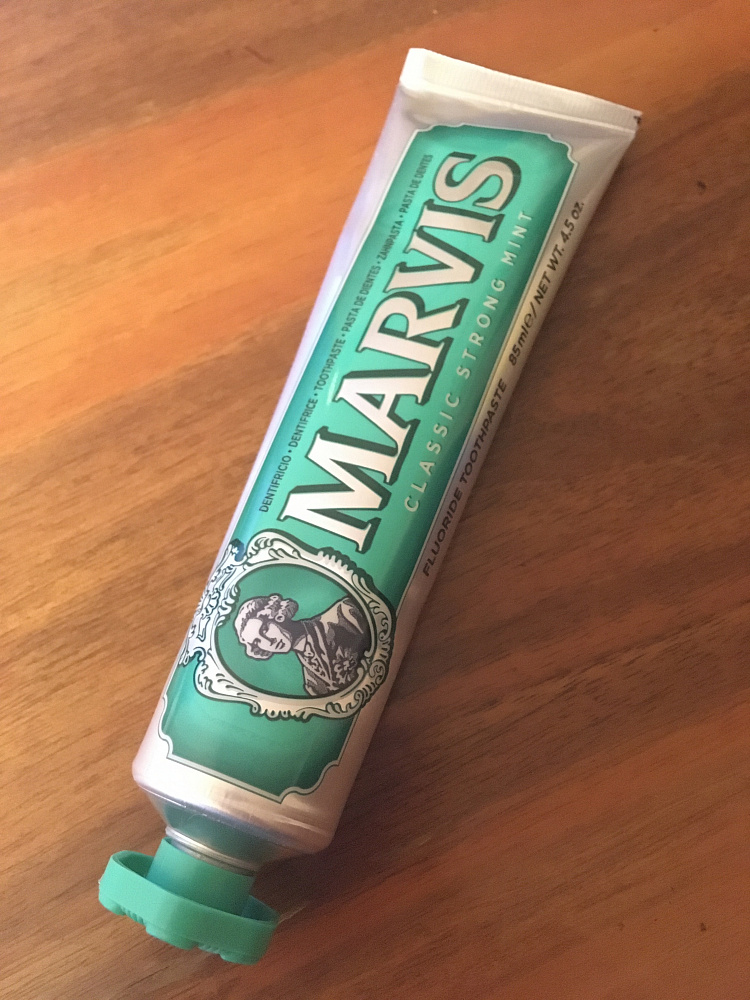 DENTIFRICIO • DENTIFRICE • TOOTHPASTE • PASTA DE DIENTES • ZAHNPASTA • PASTA DE DENTES
MARVIS
CLASSIC STRONG MINT
FLUORIDE TOOTHPASTE 85ml℮/ NET WT. 4.5 oz.